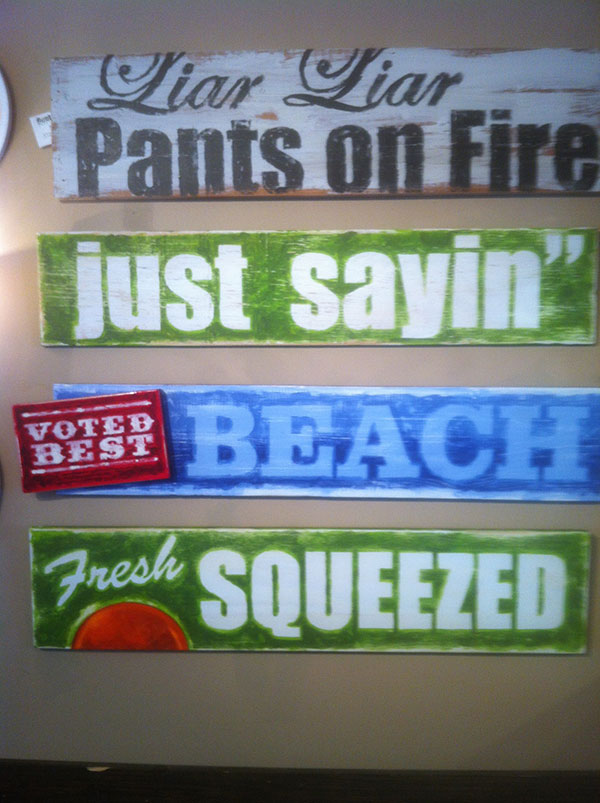 Liar Liar
Pants on Fire
just sayin”
VOTED
BEST
BEACH
Fresh
SQUEEZED